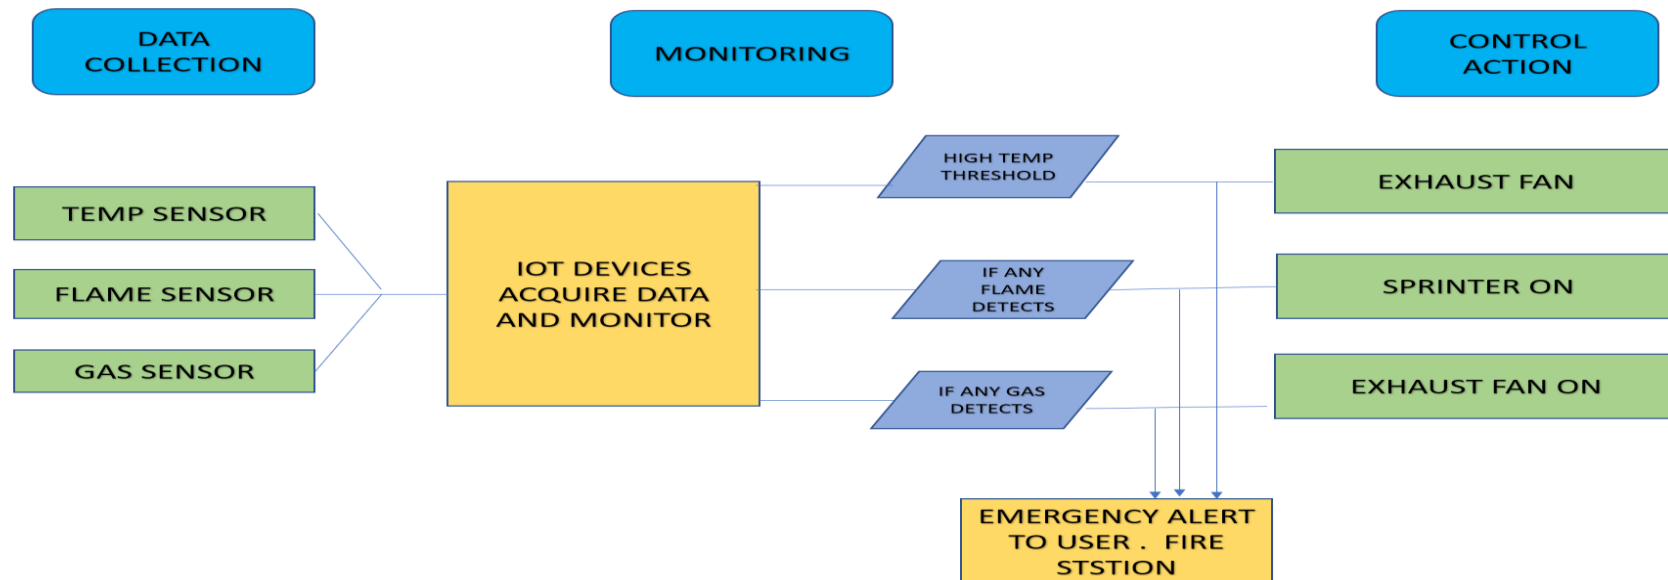 DATA
COLLECTION
MONITORING
CONTROL
ACTION
TEMP SENSOR
FLAME SENSOR
GAS SENSOR
IOT DEVICES
ACQUIRE DATA
AND MONITOR
HIGH TEMP
THRESHOLD
IF ANY
FLAME
DETECTS
IF ANY GAS
DETECTS
EXHAUST FAN
SPRINTER ON
EXHAUST FAN ON
EMERGENCY ALERT
TO USER . FIRE
STSTION